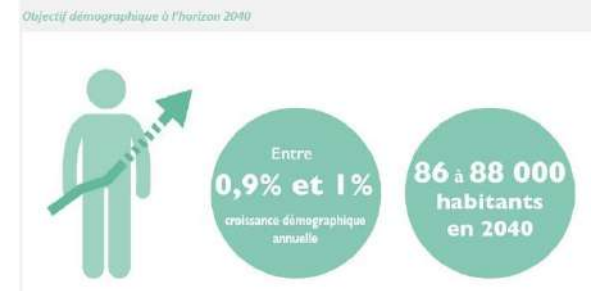 Objectif démographique à l'horizon 2040
Entre
0,9% et 1%
croissance démographique
annuelle
86 à 88 000
habitants
en 2040